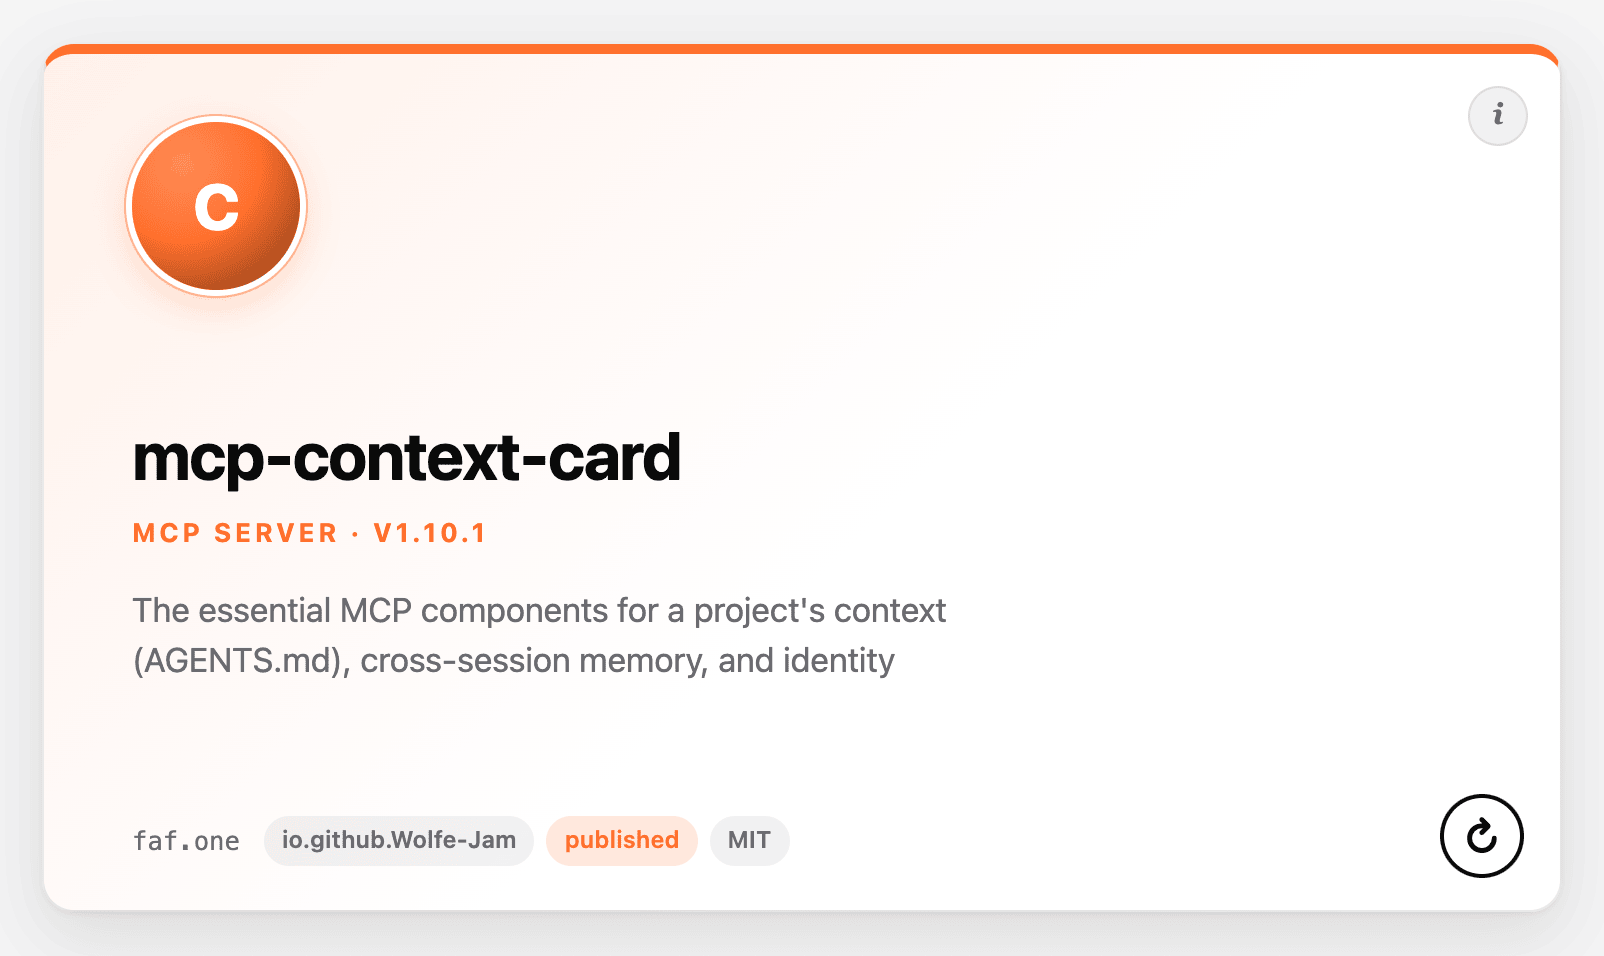 C
i
mcp-context-card
MCP SERVER · V1.10.1
The essential MCP components for a project's context
(AGENTS.md), cross-session memory, and identity
faf.one io.github.Wolfe-Jam published MIT